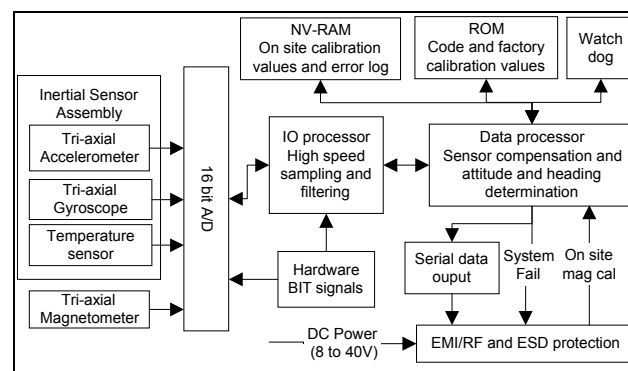 NV-RAM
On site calibration
values and error log
ROM
Code and factory
calibration values
Watch
dog
Inertial Sensor
Assembly
Tri-axial
Accelerometer
Tri-axial
Gyroscope
Temperature
sensor
Tri-axial
Magnetometer
16 bit A/D
IO processor
High speed
sampling and
filtering
Data processor
Sensor compensation and
attitude and heading
determination
Hardware
BIT signals
Serial data
ouput
System
Fail
On site
mag cal
DC Power
(8 to 40V)
EMI/RF and ESD protection